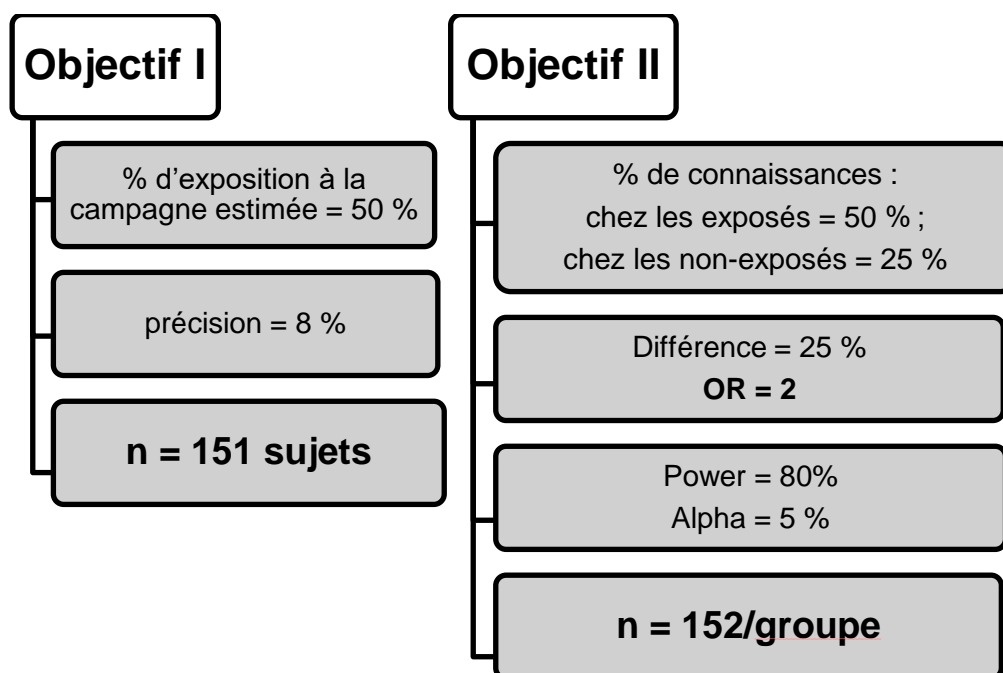 Objectif I
% d’exposition à la
campagne estimée = 50 %
précision = 8 %
n = 151 sujets
Objectif II
% de connaissances :
chez les exposés = 50 % ;
chez les non-exposés = 25 %
Différence = 25 %
OR = 2
Power = 80%
Alpha = 5 %
n = 152/groupe